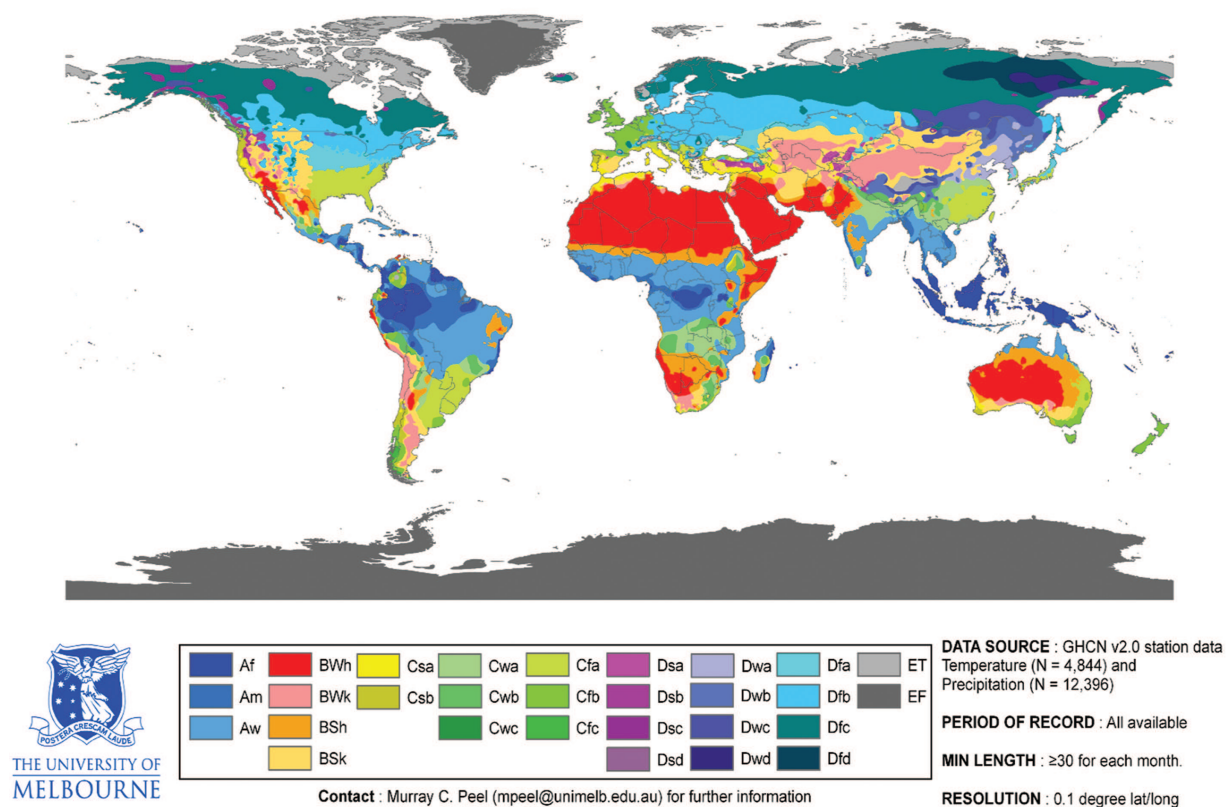 Af
Am
Aw
BWh
BWk
BSh
BSk
Csa
Csb
Cwa
Cwb
Cwc
Cfa
Cfb
Cfc
Dsa
Dsb
Dsc
Dsd
Dwa
Dwb
Dwc
Dwd
Dfa
Dfb
Dfc
Dfd
ET
EF
POSTERA CRESCAM LAUDE
THE UNIVERSITY OF
MELBOURNE
Contact : Murray C. Peel (mpeel@unimelb.edu.au) for further information
DATA SOURCE : GHCN v2.0 station data
Temperature (N = 4,844) and
Precipitation (N = 12,396)
PERIOD OF RECORD : All available
MIN LENGTH : ≥30 for each month.
RESOLUTION : 0.1 degree lat/long